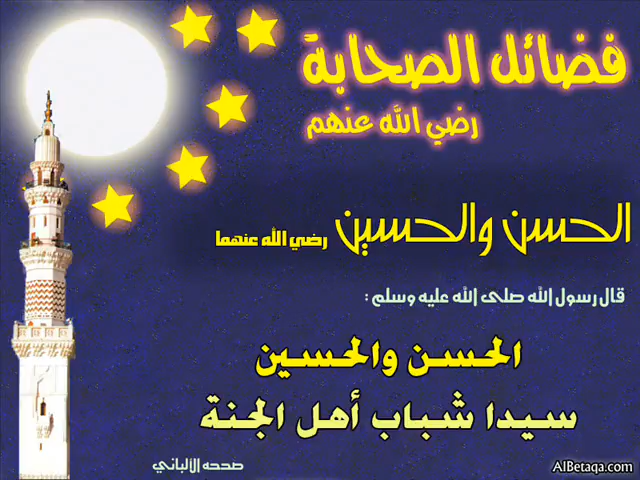 فضائل الصحابة
رضي الله عنهم
الحسن والحسين رضي الله عنهما
قال رسول الله صلى الله عليه وسلم :
الحسن والحسين
سيدا شباب أهل الجنة
صححه الالباني
AlBetaqa.com